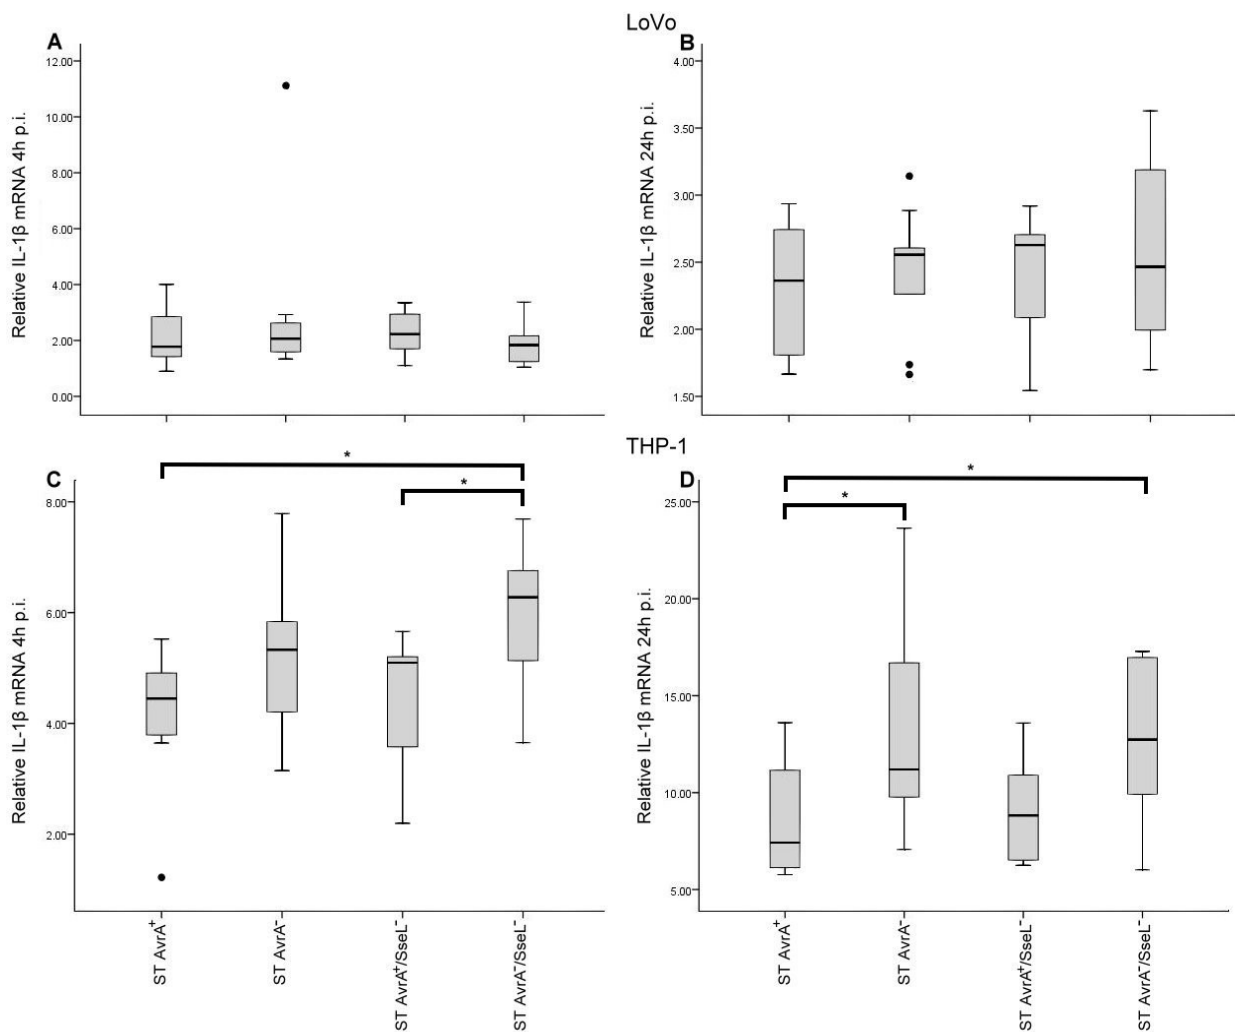 LoVo
A
Relative IL-1β mRNA 4h p.i.
12.00
10.00
8.00
6.00
4.00
2.00
0.00
B
Relative IL-1β mRNA 24h p.i.
4.00
3.50
3.00
2.50
2.00
1.50
THP-1
C
Relative IL-1β mRNA 4h p.i.
8.00
6.00
4.00
2.00
*
*
ST AvrA⁺
ST AvrA⁻
ST AvrA⁺/SseL⁻
ST AvrA⁻/SseL⁻
D
Relative IL-1β mRNA 24h p.i.
25.00
20.00
15.00
10.00
5.00
*
*
ST AvrA⁺
ST AvrA⁻
ST AvrA⁺/SseL⁻
ST AvrA⁻/SseL⁻